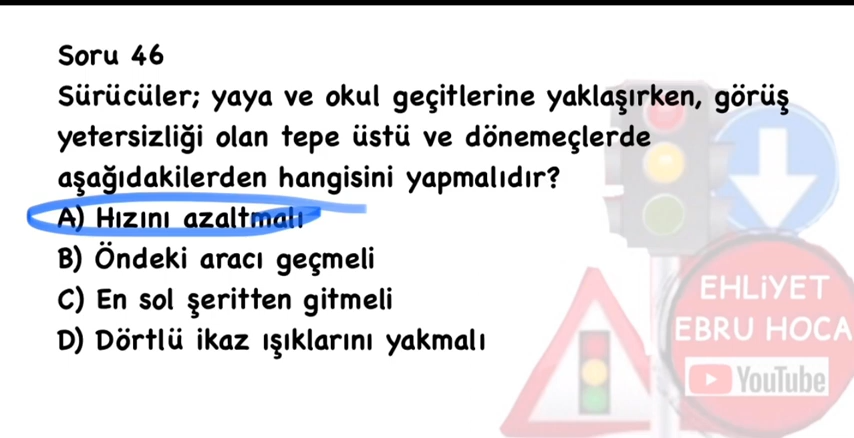 Soru 46
Sürücüler; yaya ve okul geçitlerine yaklaşırken, görüş
yetersizliği olan tepe üstü ve dönemeçlerde
aşağıdakilerden hangisini yapmalıdır?
A) Hızını azaltmalı
B) Öndeki aracı geçmeli
C) En sol şeritten gitmeli
D) Dörtlü ikaz ışıklarını yakmalı
EHLİYET
EBRU HOCA
YouTube